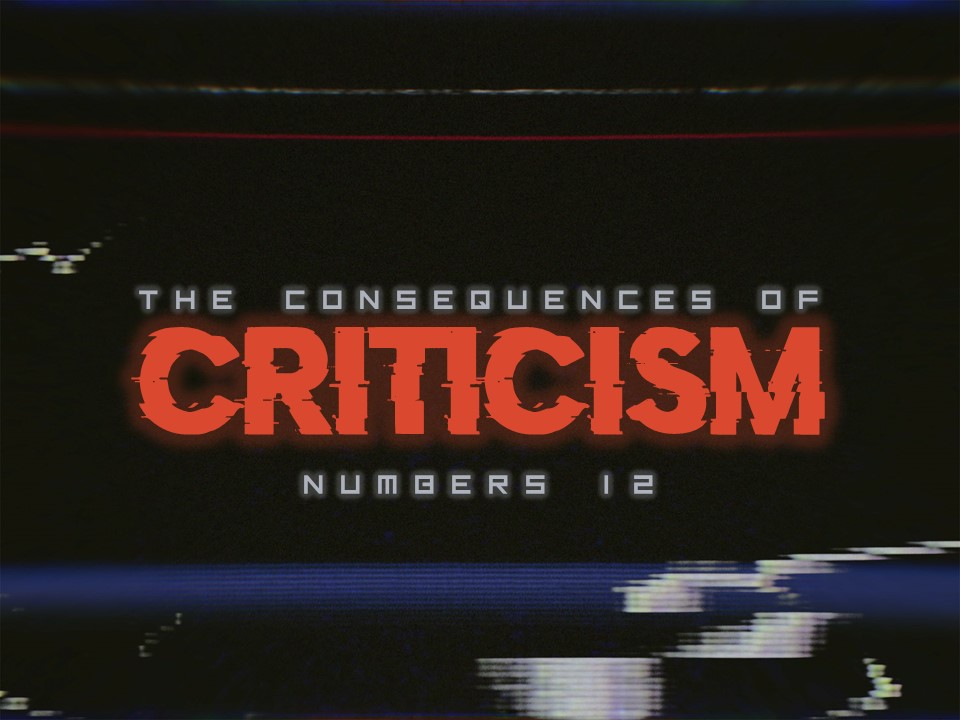 THE CONSEQUENCES OF
CRITICISM
NUMBERS 12